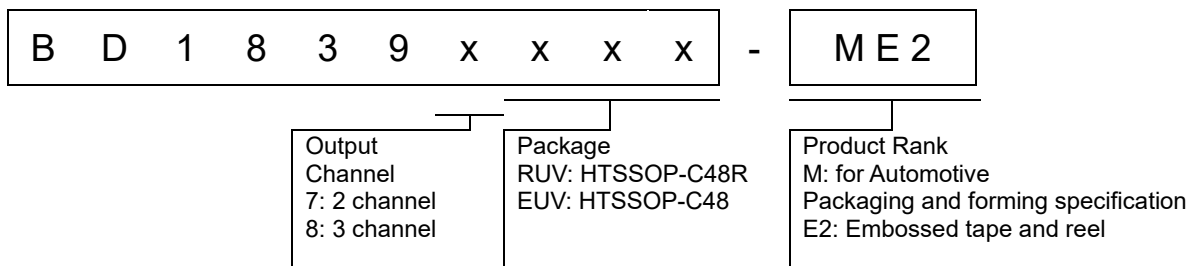 B D 1 8 3 9 x x x x - M E 2
Output
Channel
7: 2 channel
8: 3 channel
Package
RUV: HTSSOP-C48R
EUV: HTSSOP-C48
Product Rank
M: for Automotive
Packaging and forming specification
E2: Embossed tape and reel